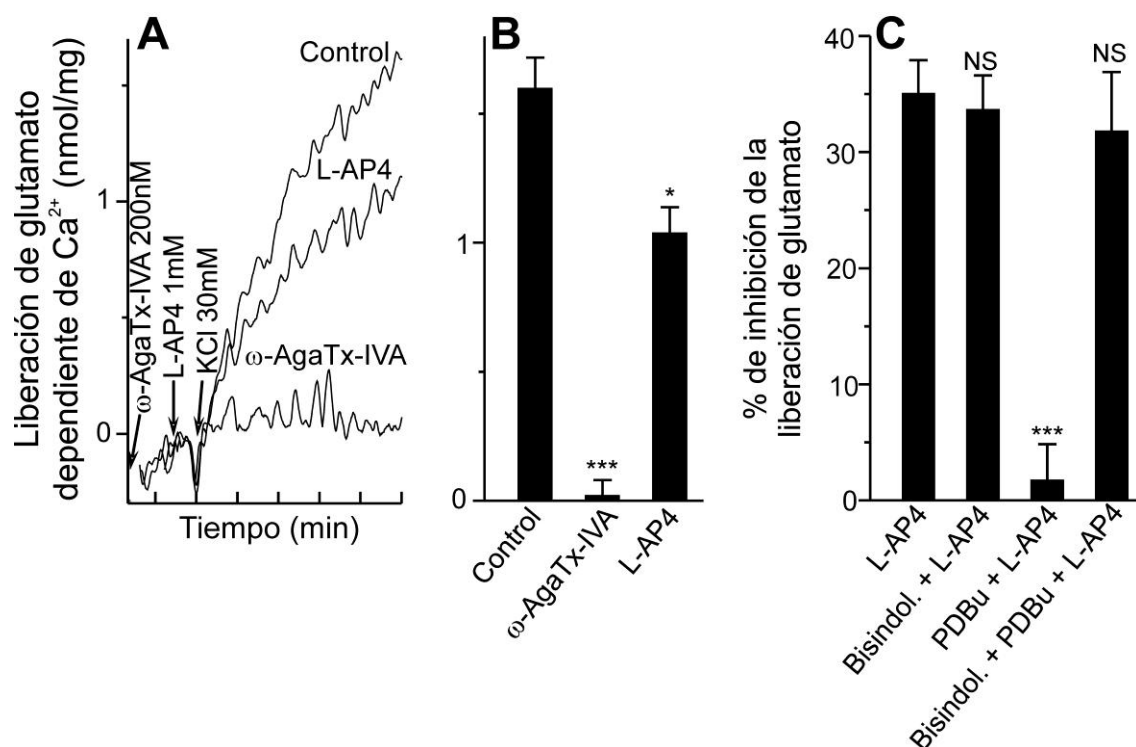 A
Liberación de glutamato
dependiente de Ca²⁺ (nmol/mg)
1
0
Control
L-AP4
ω-AgaTx-IVA
ω-AgaTx-IVA 200nM
L-AP4 1mM
KCl 30mM
Tiempo (min)
B
1
0
***
*
Control
ω-AgaTx-IVA
L-AP4
C
% de inhibición de la
liberación de glutamato
40
30
20
10
0
NS
***
NS
L-AP4
Bisindol. + L-AP4
PDBu + L-AP4
Bisindol. + PDBu + L-AP4